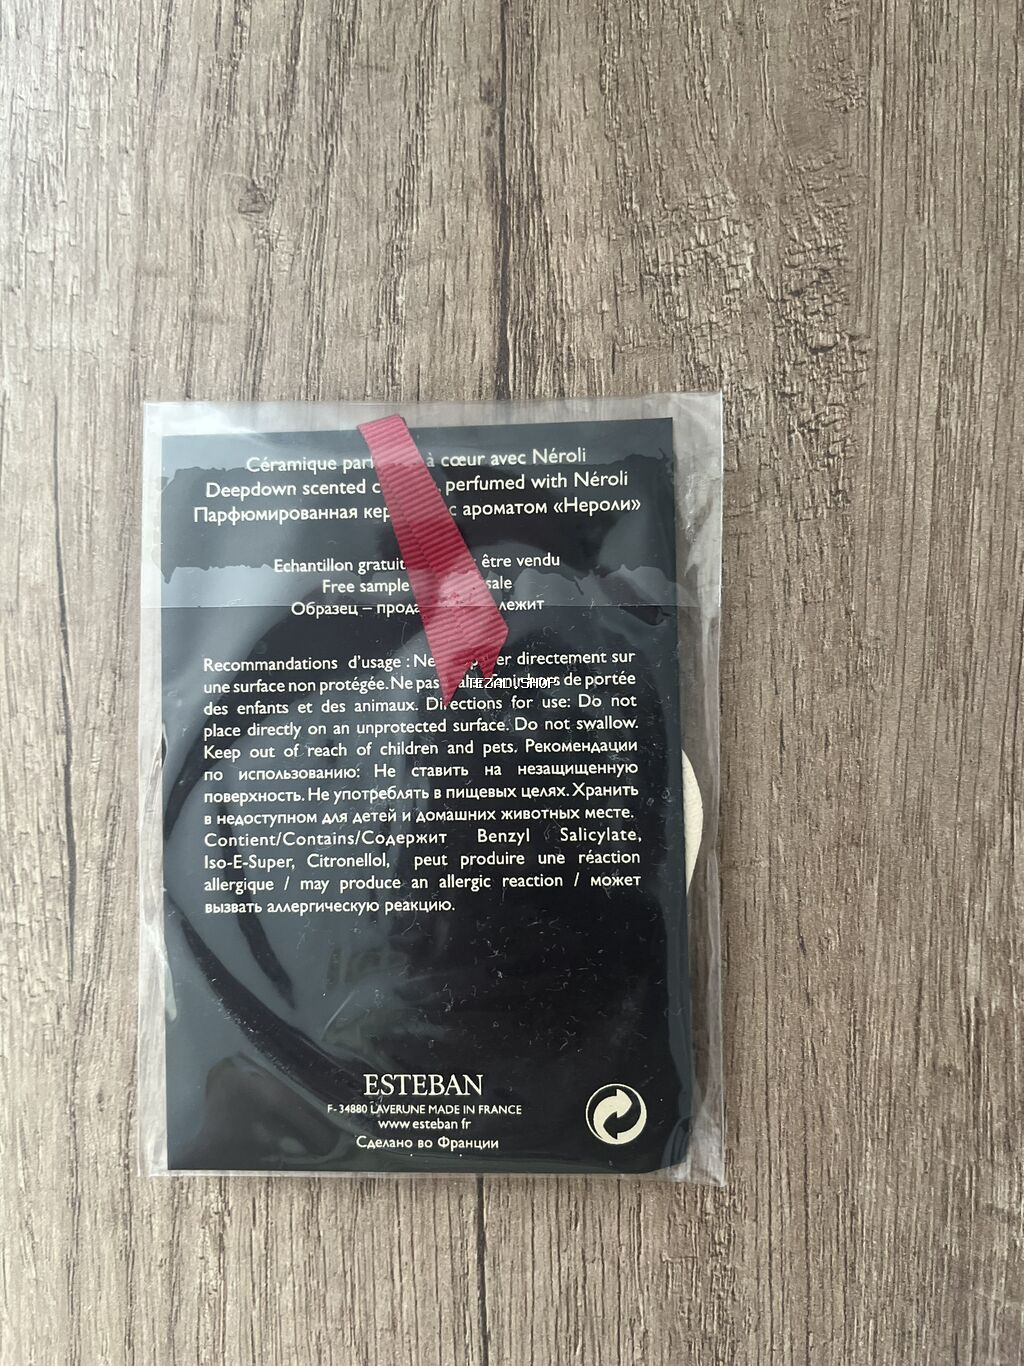 Céramique à cœur avec Néroli
Deepdown scented perfumed with Néroli
Парфюмированная с ароматом «Нероли»
Echantillon gratuit être vendu
Free sample sale
Образец –
Recommandations d'usage : Ne directement sur
une surface non protégée. Ne pas de portée
des enfants et des animaux. Directions for use: Do not
place directly on an unprotected surface. Do not swallow.
Keep out of reach of children and pets. Рекомендации
по использованию: Не ставить на незащищенную
поверхность. Не употреблять в пищевых целях. Хранить
в недоступном для детей и домашних животных месте.
Contient/Contains/Содержит Benzyl Salicylate,
Iso-E-Super, Citronellol, peut produire une réaction
allergique / may produce an allergic reaction / может
вызвать аллергическую реакцию.
ESTEBAN
F- 34880 LAVERUNE MADE IN FRANCE
www.esteban.fr
Сделано во Франции